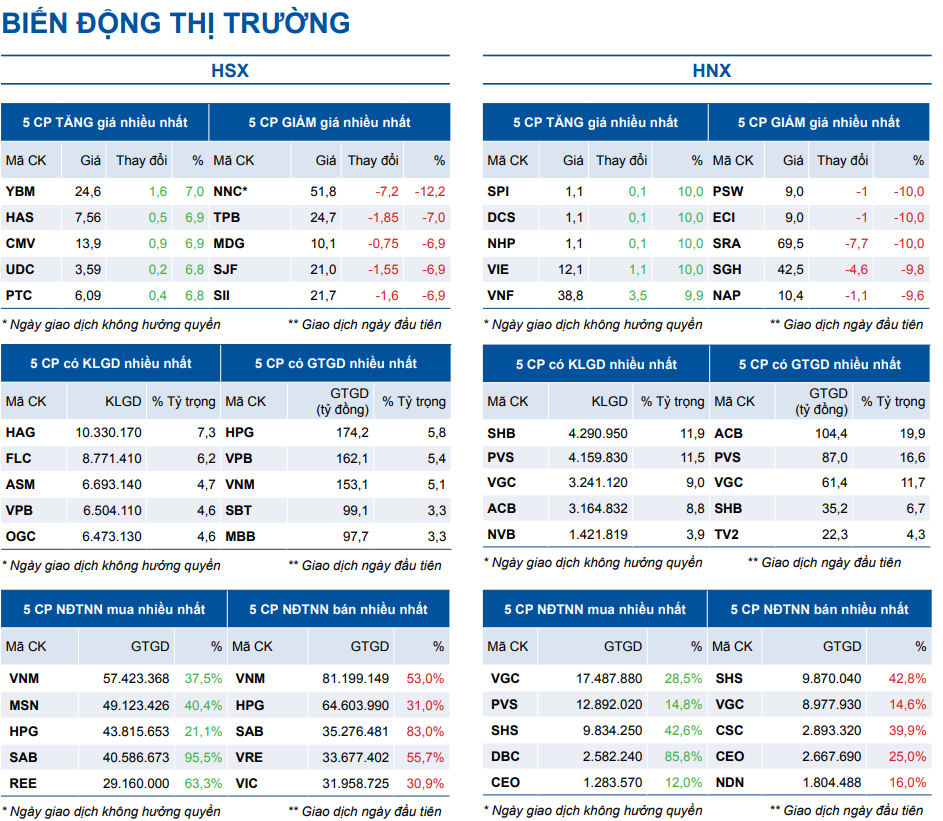 BIẾN ĐỘNG THỊ TRƯỜNG
HSX
5 CP TĂNG giá nhiều nhất 5 CP GIẢM giá nhiều nhất
Mã CK Giá Thay đổi % Mã CK Giá Thay đổi %
YBM 24,6 1,6 7,0 NNC* 51,8 -7,2 -12,2
HAS 7,56 0,5 6,9 TPB 24,7 -1,85 -7,0
CMV 13,9 0,9 6,9 MDG 10,1 -0,75 -6,9
UDC 3,59 0,2 6,8 SJF 21,0 -1,55 -6,9
PTC 6,09 0,4 6,8 SII 21,7 -1,6 -6,9
* Ngày giao dịch không hưởng quyền ** Giao dịch ngày đầu tiên
5 CP có KLGD nhiều nhất 5 CP có GTGD nhiều nhất
Mã CK KLGD % Tỷ trọng Mã CK GTGD (tỷ đồng) % Tỷ trọng
HAG 10.330.170 7,3 HPG 174,2 5,8
FLC 8.771.410 6,2 VPB 162,1 5,4
ASM 6.693.140 4,7 VNM 153,1 5,1
VPB 6.504.110 4,6 SBT 99,1 3,3
OGC 6.473.130 4,6 MBB 97,7 3,3
* Ngày giao dịch không hưởng quyền ** Giao dịch ngày đầu tiên
5 CP NĐTNN mua nhiều nhất 5 CP NĐTNN bán nhiều nhất
Mã CK GTGD % Mã CK GTGD %
VNM 57.423.368 37,5% VNM 81.199.149 53,0%
MSN 49.123.426 40,4% HPG 64.603.990 31,0%
HPG 43.815.653 21,1% SAB 35.276.481 83,0%
SAB 40.586.673 95,5% VRE 33.677.402 55,7%
REE 29.160.000 63,3% VIC 31.958.725 30,9%
* Ngày giao dịch không hưởng quyền ** Giao dịch ngày đầu tiên
HNX
5 CP TĂNG giá nhiều nhất 5 CP GIẢM giá nhiều nhất
Mã CK Giá Thay đổi % Mã CK Giá Thay đổi %
SPI 1,1 0,1 10,0 PSW 9,0 -1 -10,0
DCS 1,1 0,1 10,0 ECI 9,0 -1 -10,0
NHP 1,1 0,1 10,0 SRA 69,5 -7,7 -10,0
VIE 12,1 1,1 10,0 SGH 42,5 -4,6 -9,8
VNF 38,8 3,5 9,9 NAP 10,4 -1,1 -9,6
* Ngày giao dịch không hưởng quyền ** Giao dịch ngày đầu tiên
5 CP có KLGD nhiều nhất 5 CP có GTGD nhiều nhất
Mã CK KLGD % Tỷ trọng Mã CK GTGD (tỷ đồng) % Tỷ trọng
SHB 4.290.950 11,9 ACB 104,4 19,9
PVS 4.159.830 11,5 PVS 87,0 16,6
VGC 3.241.120 9,0 VGC 61,4 11,7
ACB 3.164.832 8,8 SHB 35,2 6,7
NVB 1.421.819 3,9 TV2 22,3 4,3
* Ngày giao dịch không hưởng quyền ** Giao dịch ngày đầu tiên
5 CP NĐTNN mua nhiều nhất 5 CP NĐTNN bán nhiều nhất
Mã CK GTGD % Mã CK GTGD %
VGC 17.487.880 28,5% SHS 9.870.040 42,8%
PVS 12.892.020 14,8% VGC 8.977.930 14,6%
SHS 9.834.250 42,6% CSC 2.893.320 39,9%
DBC 2.582.240 85,8% CEO 2.667.690 25,0%
CEO 1.283.570 12,0% NDN 1.804.488 16,0%
* Ngày giao dịch không hưởng quyền ** Giao dịch ngày đầu tiên